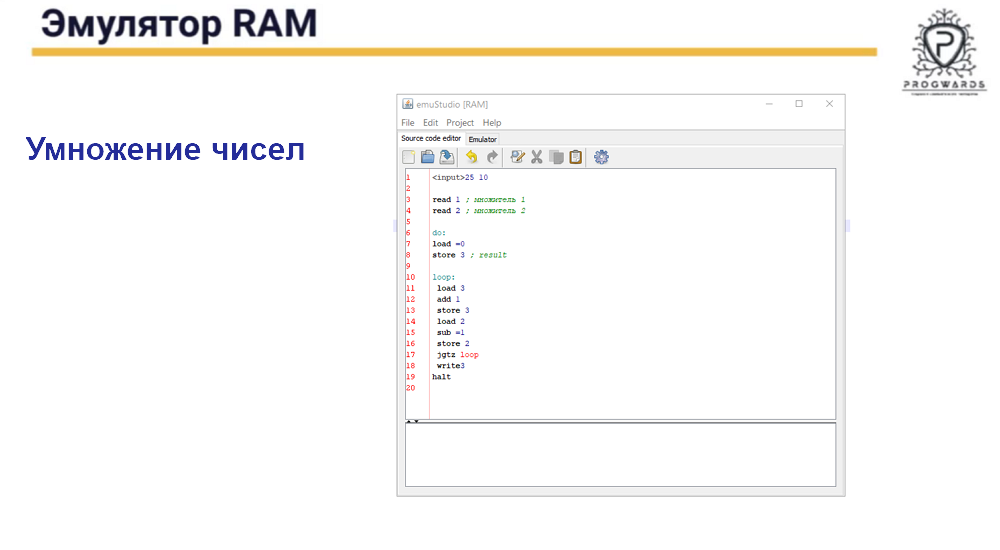 Эмулятор RAM
PROGWARDS
Умножение чисел
emuStudio [RAM]
File Edit Project Help
Source code editor Emulator
1 <input>25 10
2
3 read 1 ; множитель 1
4 read 2 ; множитель 2
5
6 do:
7 load =0
8 store 3 ; result
9
10 loop:
11 load 3
12 add 1
13 store 3
14 load 2
15 sub =1
16 store 2
17 jgtz loop
18 write3
19 halt
20